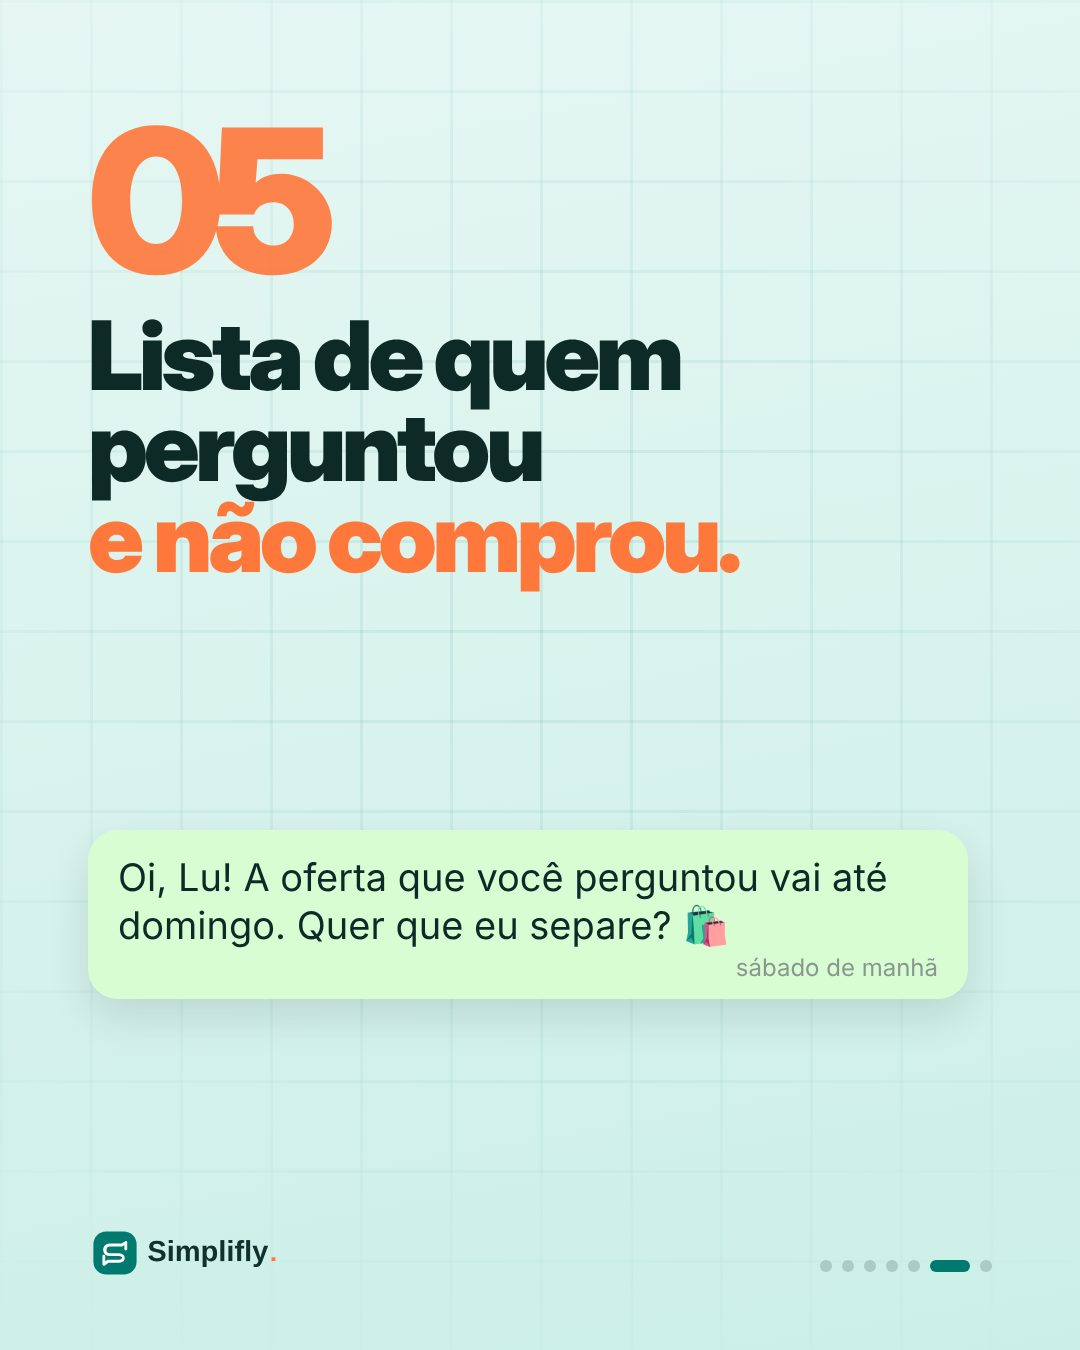 05
Lista de quem
perguntou
e não comprou.
Oi, Lu! A oferta que você perguntou vai até
domingo. Quer que eu separe? 🛍️
sábado de manhã
Simplifly.